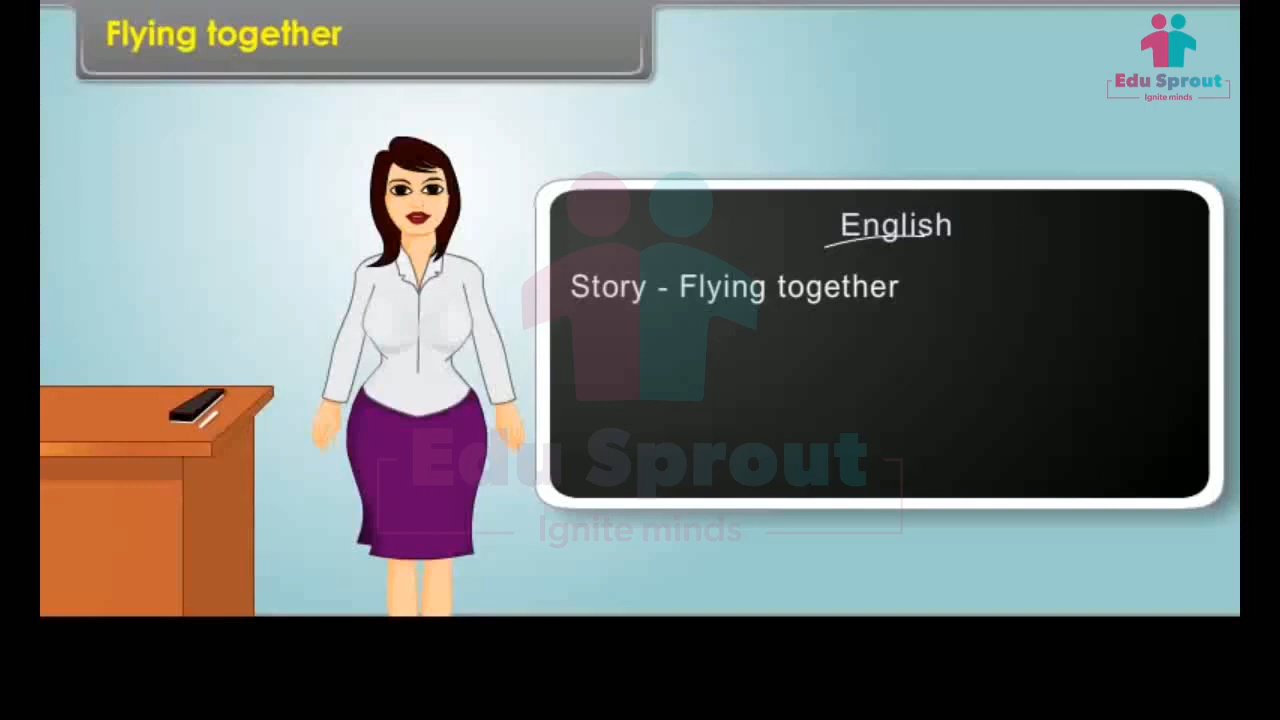 Flying together
Edu Sprout
Ignite minds
English
Story - Flying together
Edu Sprout
Ignite minds